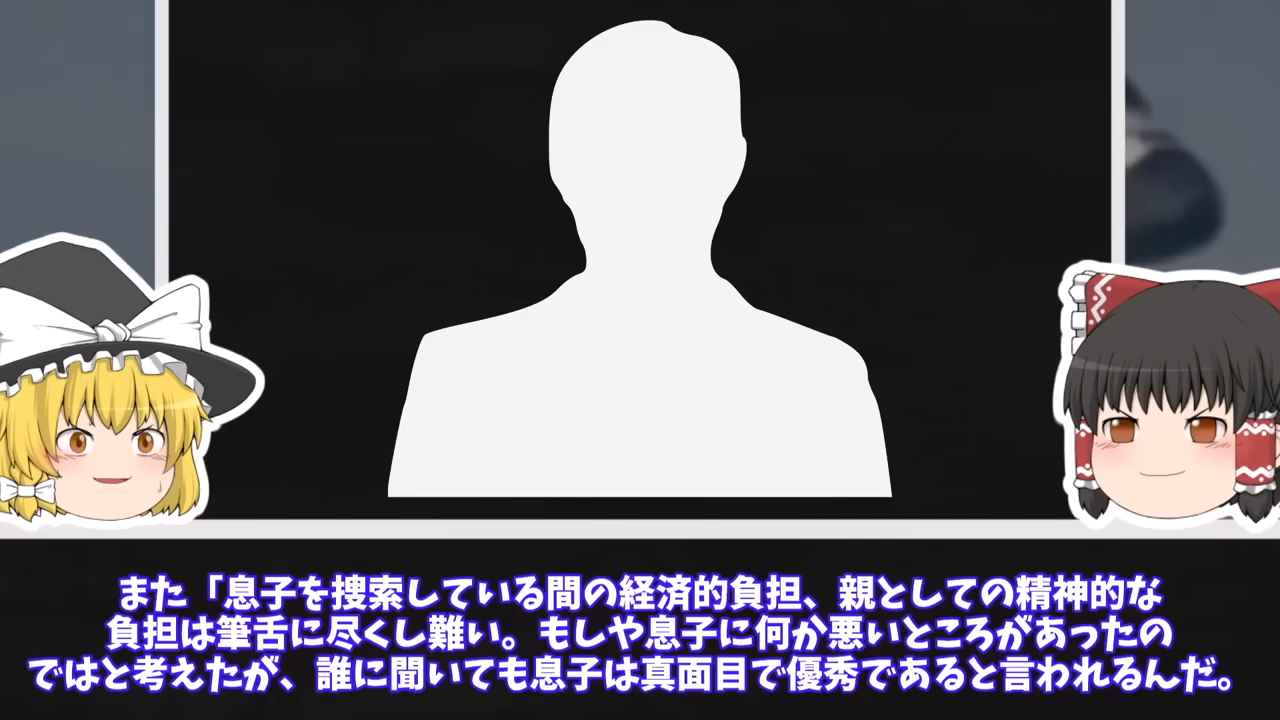 また「息子を捜索している間の経済的負担、親としての精神的な
負担は筆舌に尽くし難い。もしや息子に何か悪いところがあったの
ではと考えたが、誰に聞いても息子は真面目で優秀であると言われるんだ。